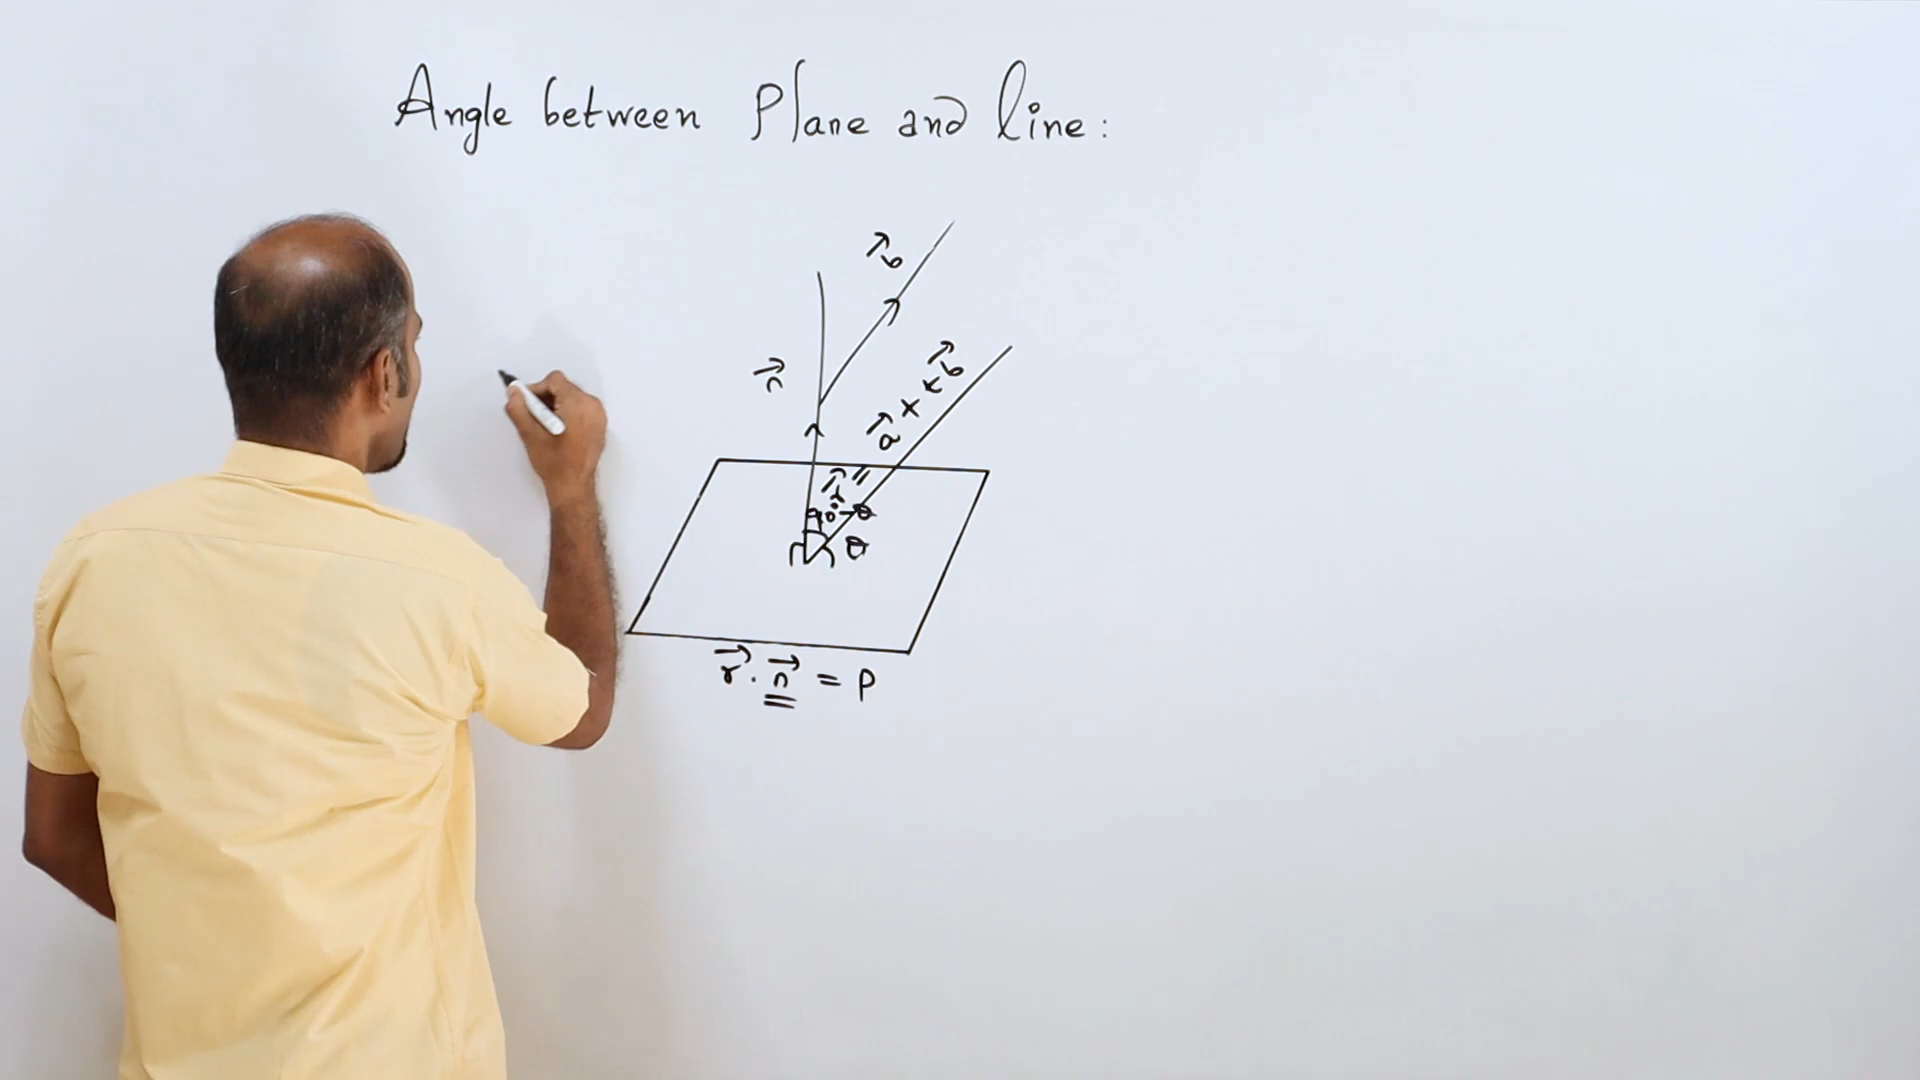 Angle between Plane and line:
b⃗
n⃗
r⃗ = a⃗ + t b⃗
90°-θ
θ
r⃗ . n⃗ = P